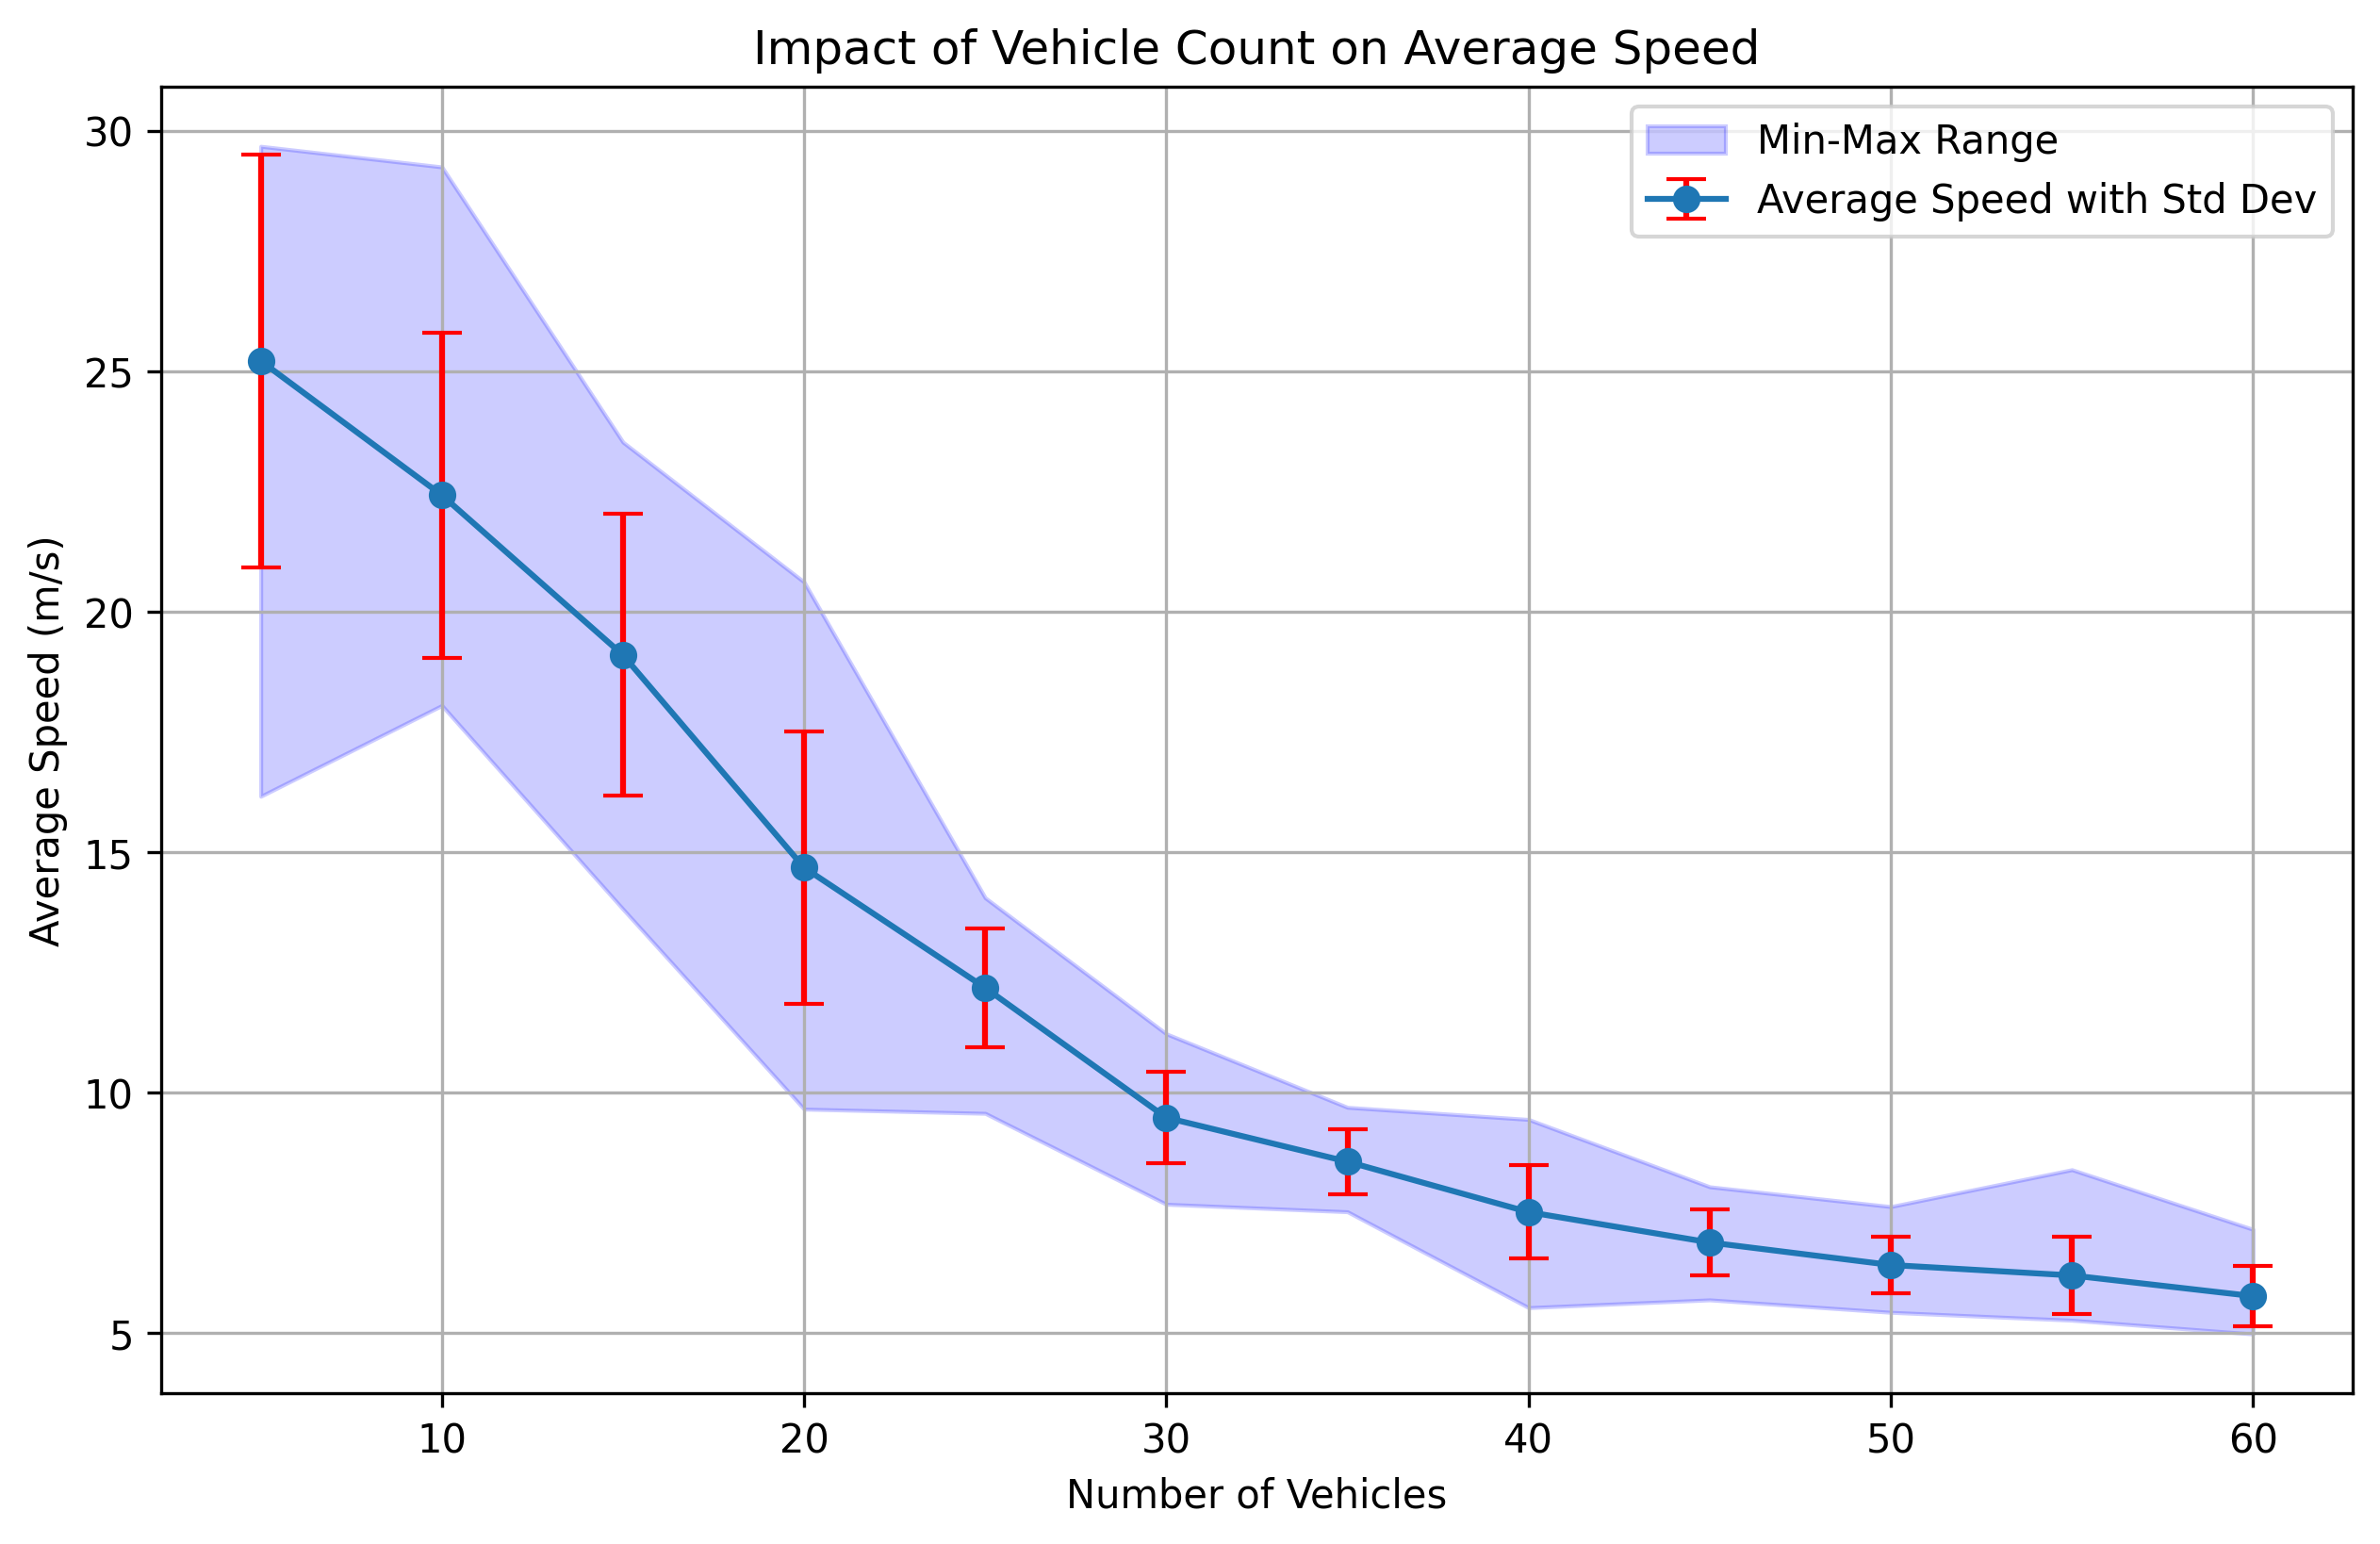 Impact of Vehicle Count on Average Speed
Min-Max Range
Average Speed with Std Dev
Average Speed (m/s)
30
25
20
15
10
5
10 20 30 40 50 60
Number of Vehicles